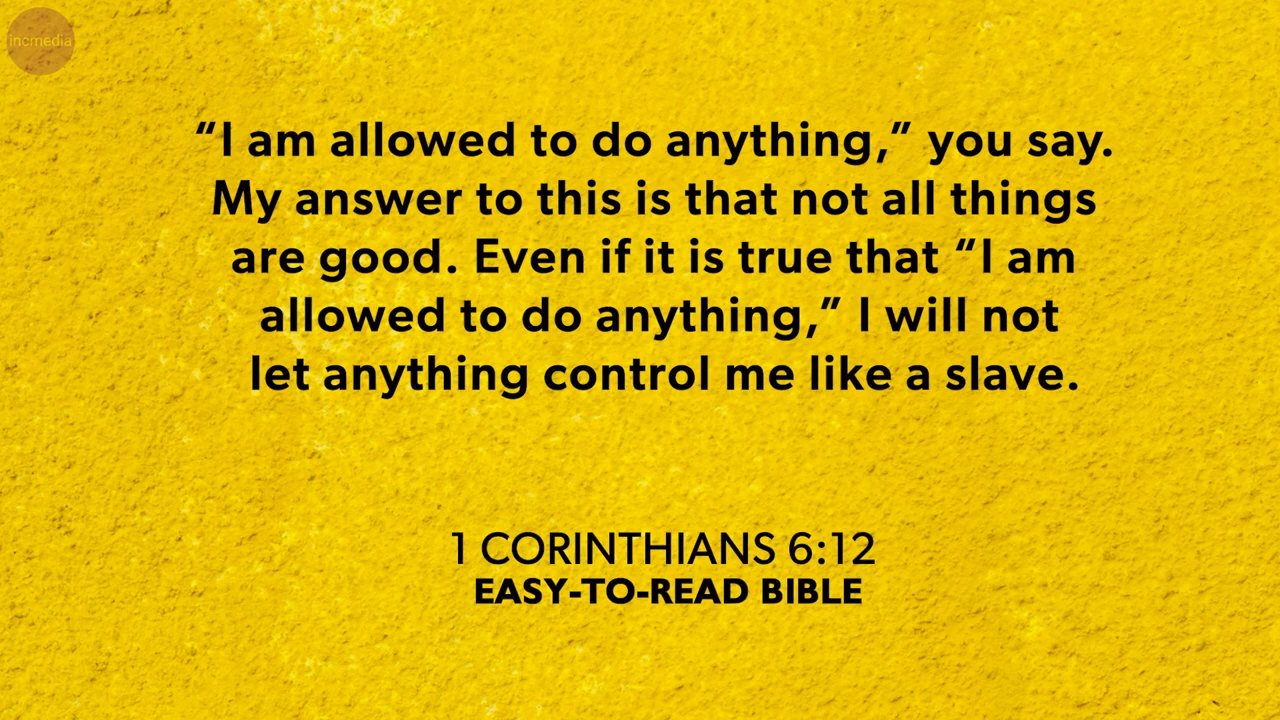 incmedia
“I am allowed to do anything,” you say.
My answer to this is that not all things
are good. Even if it is true that “I am
allowed to do anything,” I will not
let anything control me like a slave.
1 CORINTHIANS 6:12
EASY-TO-READ BIBLE